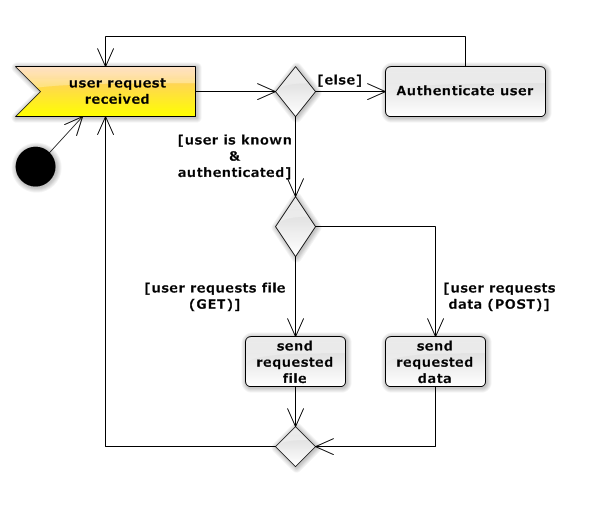 user request
received
[else]
Authenticate user
[user is known
&
authenticated]
[user requests file
(GET)]
[user requests
data (POST)]
send
requested
file
send
requested
data